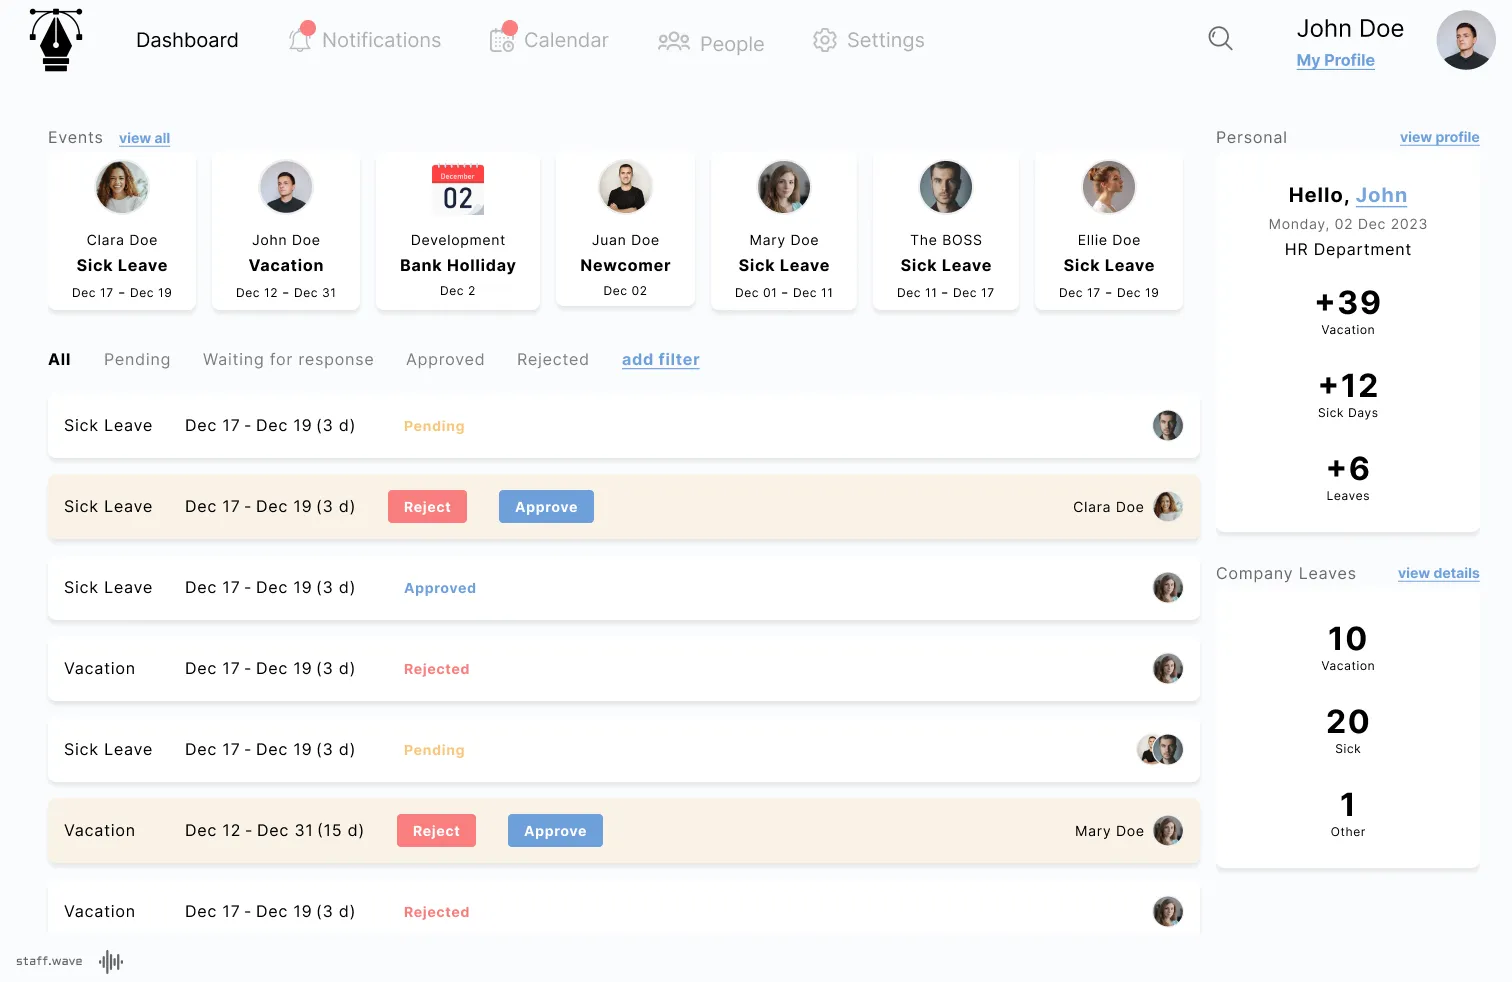 Dashboard
Notifications
Calendar
People
Settings
John Doe
My Profile
Events view all
Clara Doe
Sick Leave
Dec 17 - Dec 19
John Doe
Vacation
Dec 12 - Dec 31
December
02
Development
Bank Holliday
Dec 2
Juan Doe
Newcomer
Dec 02
Mary Doe
Sick Leave
Dec 01 - Dec 11
The BOSS
Sick Leave
Dec 11 - Dec 17
Ellie Doe
Sick Leave
Dec 17 - Dec 19
All Pending Waiting for response Approved Rejected add filter
Sick Leave Dec 17 - Dec 19 (3 d) Pending
Sick Leave Dec 17 - Dec 19 (3 d) Reject Approve Clara Doe
Sick Leave Dec 17 - Dec 19 (3 d) Approved
Vacation Dec 17 - Dec 19 (3 d) Rejected
Sick Leave Dec 17 - Dec 19 (3 d) Pending
Vacation Dec 12 - Dec 31 (15 d) Reject Approve Mary Doe
Vacation Dec 17 - Dec 19 (3 d) Rejected
Personal view profile
Hello, John
Monday, 02 Dec 2023
HR Department
+39
Vacation
+12
Sick Days
+6
Leaves
Company Leaves view details
10
Vacation
20
Sick
1
Other
staff.wave